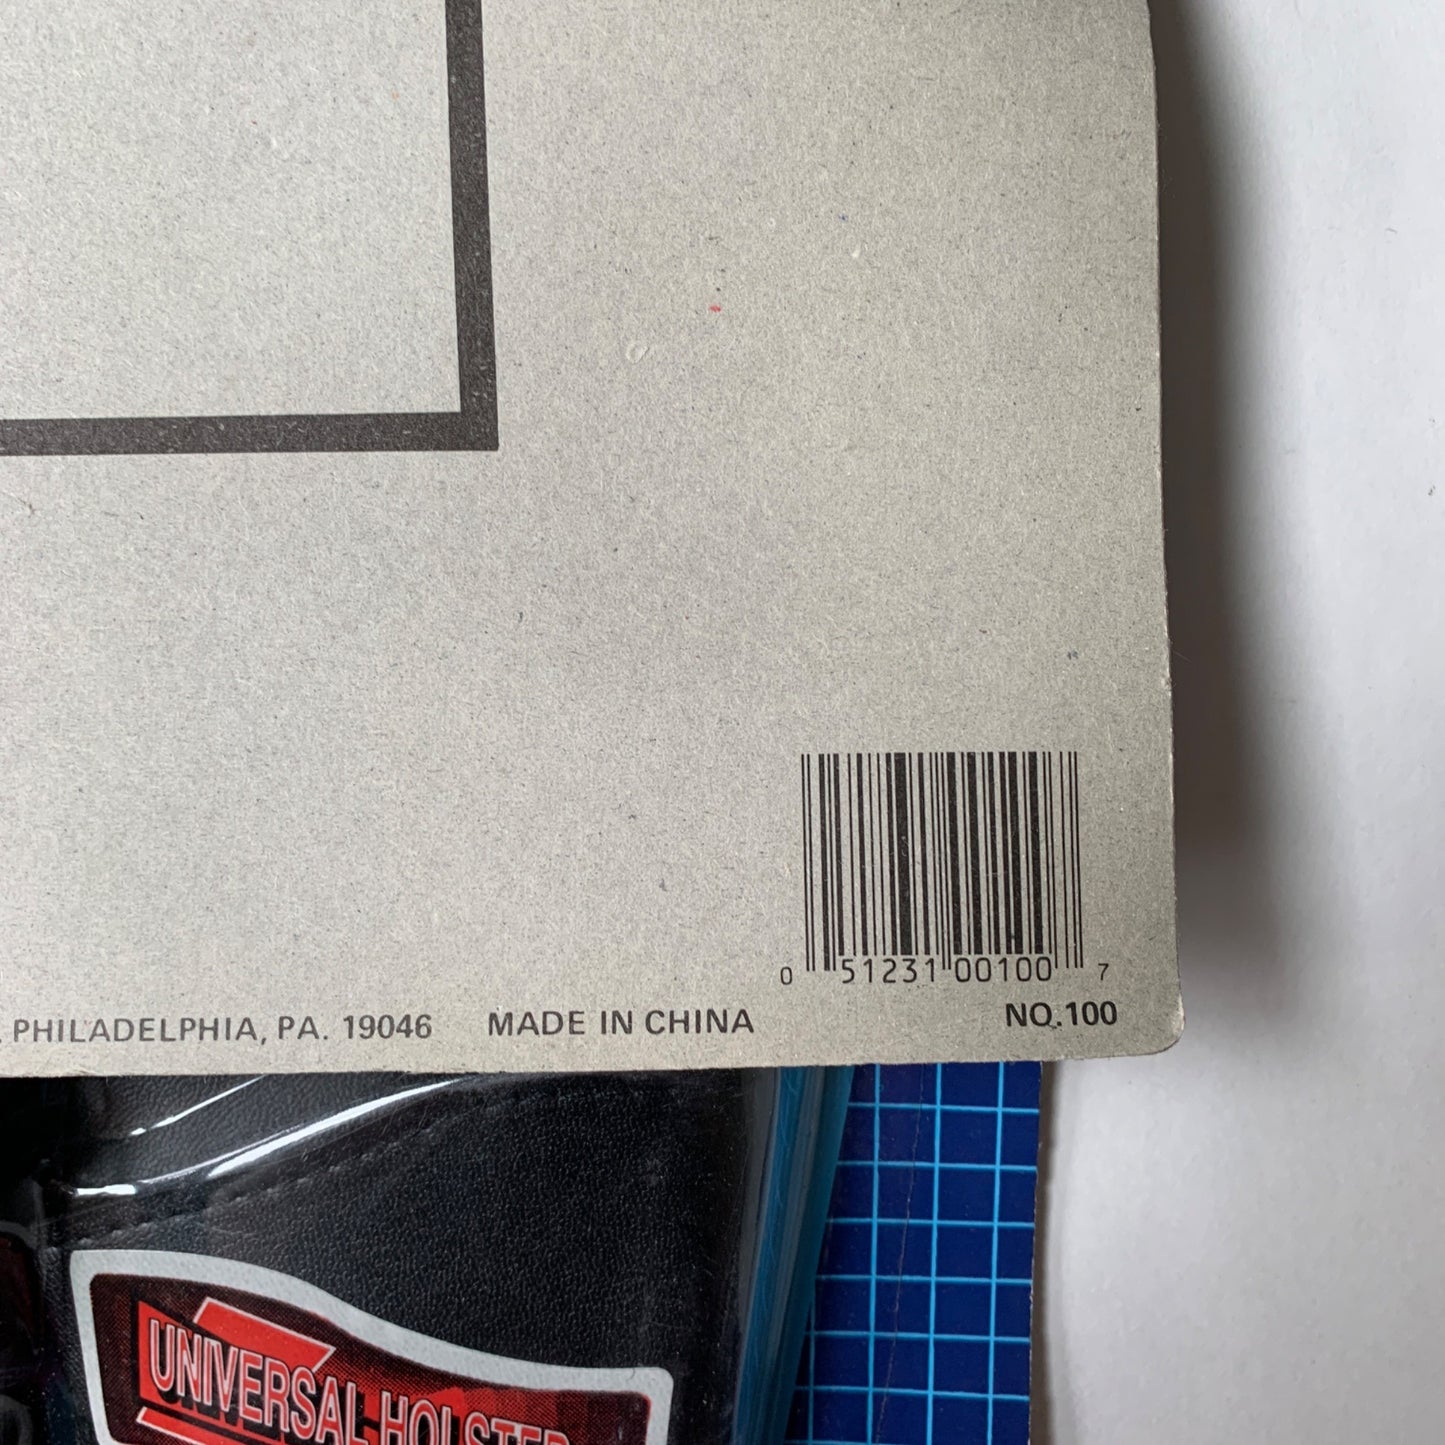 0 51231 00100 7
, PHILADELPHIA, PA. 19046 MADE IN CHINA NO.100
UNIVERSAL HOLSTER